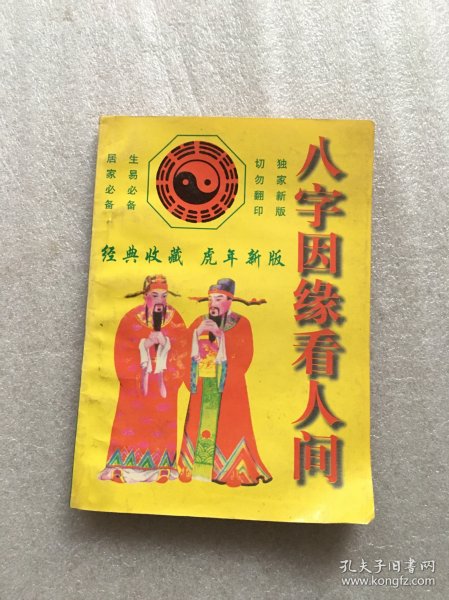 八字因缘看人间
独家新版
切勿翻印
生易必备
居家必备
经典收藏 虎年新版
孔夫子旧书网
www.kongfz.com